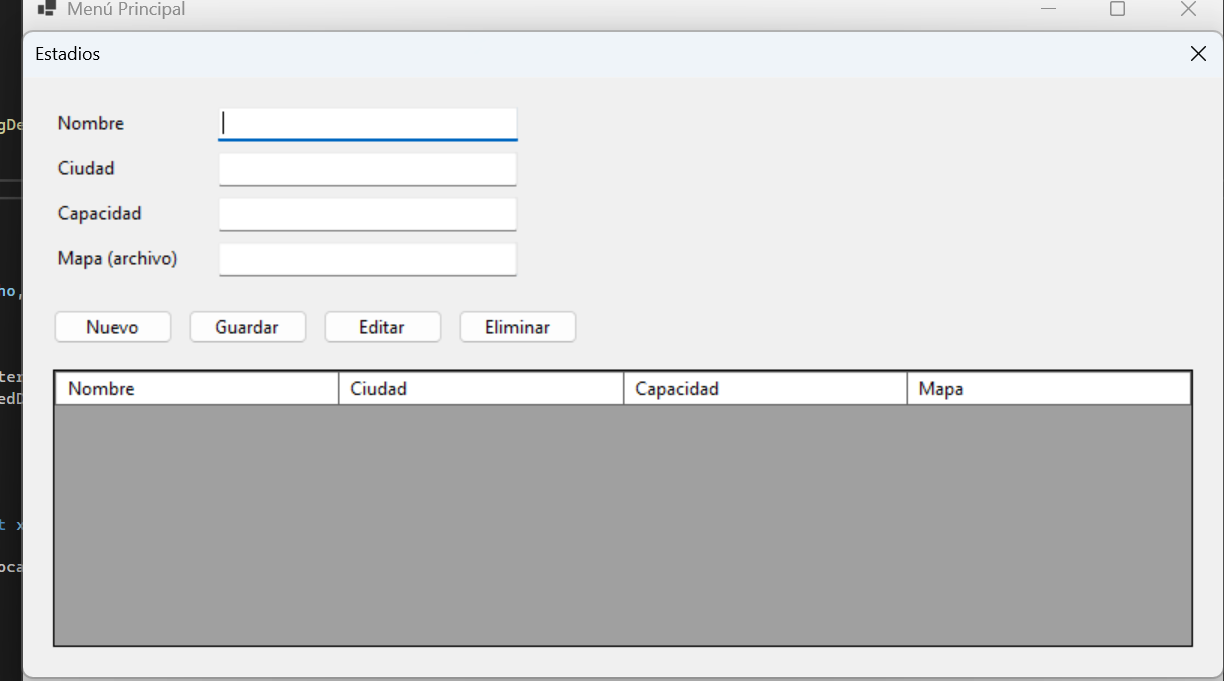 Menú Principal
Estadios
Nombre
Ciudad
Capacidad
Mapa (archivo)
Nuevo Guardar Editar Eliminar
Nombre Ciudad Capacidad Mapa